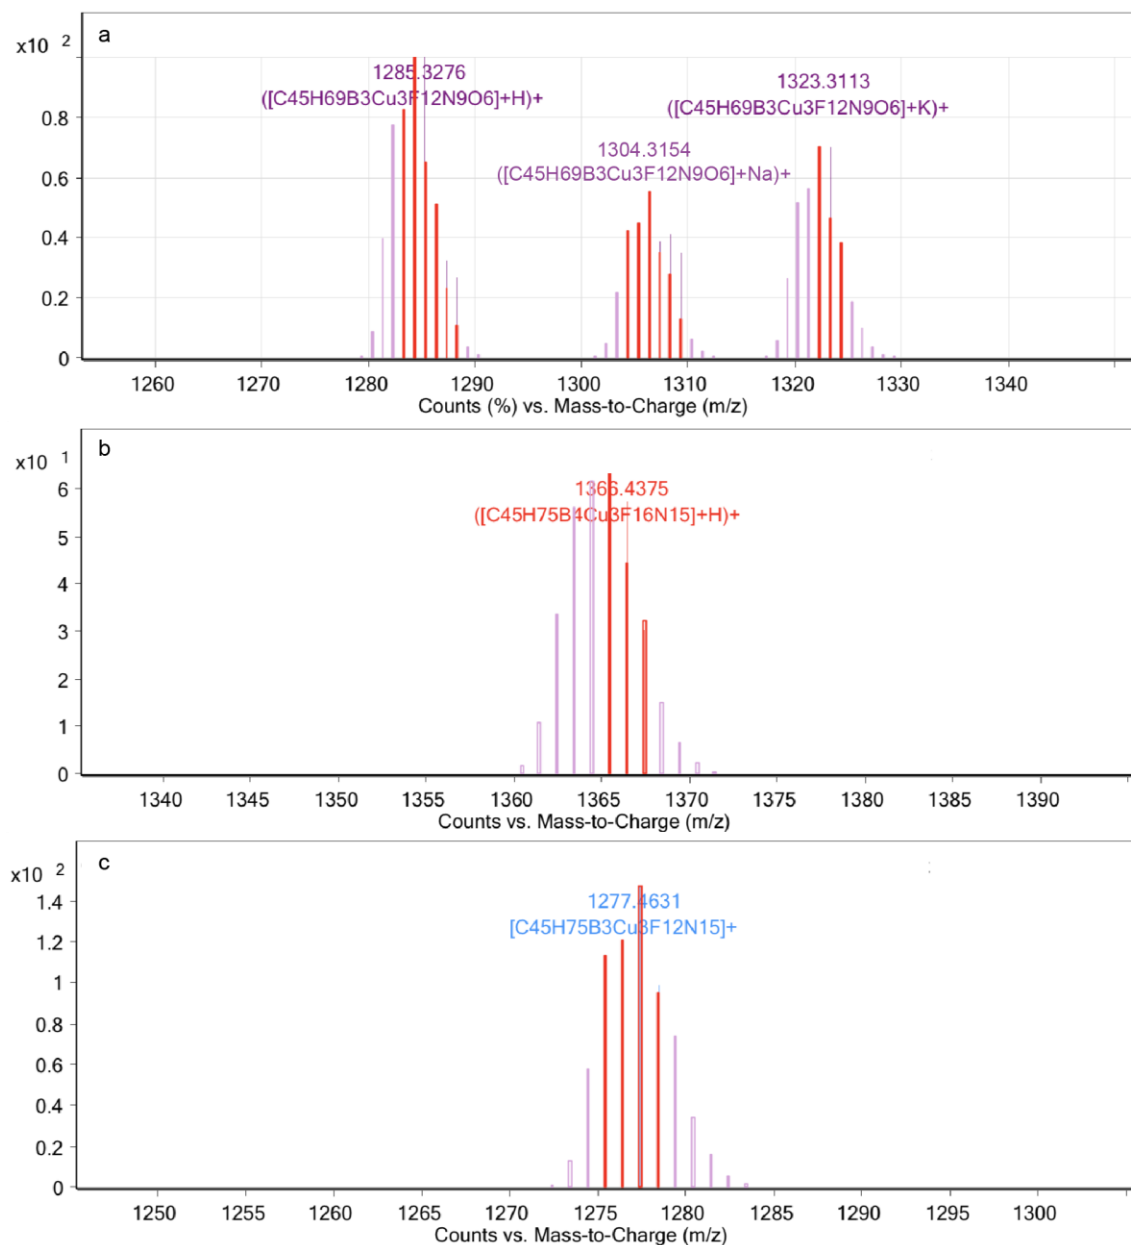 a
x10 2
1285.3276
([C45H69B3Cu3F12N9O6]+H)+
1323.3113
([C45H69B3Cu3F12N9O6]+K)+
1304.3154
([C45H69B3Cu3F12N9O6]+Na)+
0.8
0.6
0.4
0.2
0
1260 1270 1280 1290 1300 1310 1320 1330 1340
Counts (%) vs. Mass-to-Charge (m/z)
b
x10 1
1366.4375
([C45H75B4Cu3F16N15]+H)+
6
5
4
3
2
1
0
1340 1345 1350 1355 1360 1365 1370 1375 1380 1385 1390
Counts vs. Mass-to-Charge (m/z)
c
x10 2
1277.4631
[C45H75B3Cu3F12N15]+
1.4
1.2
1
0.8
0.6
0.4
0.2
0
1250 1255 1260 1265 1270 1275 1280 1285 1290 1295 1300
Counts vs. Mass-to-Charge (m/z)